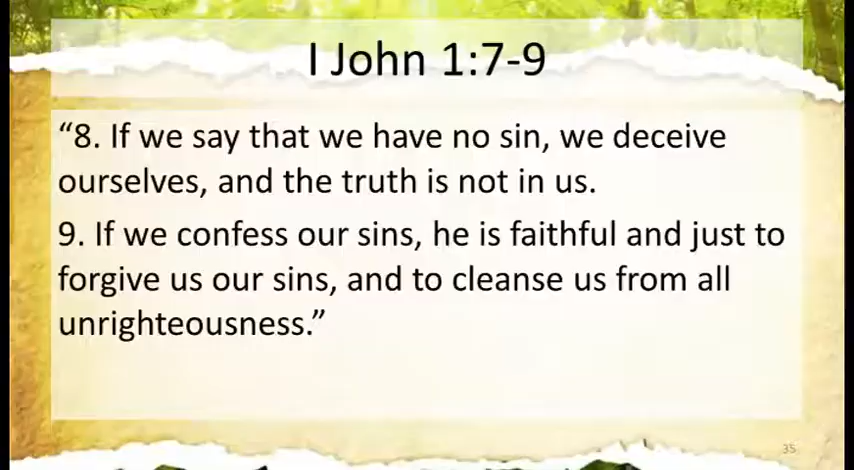 I John 1:7-9
“8. If we say that we have no sin, we deceive
ourselves, and the truth is not in us.
9. If we confess our sins, he is faithful and just to
forgive us our sins, and to cleanse us from all
unrighteousness.”
35